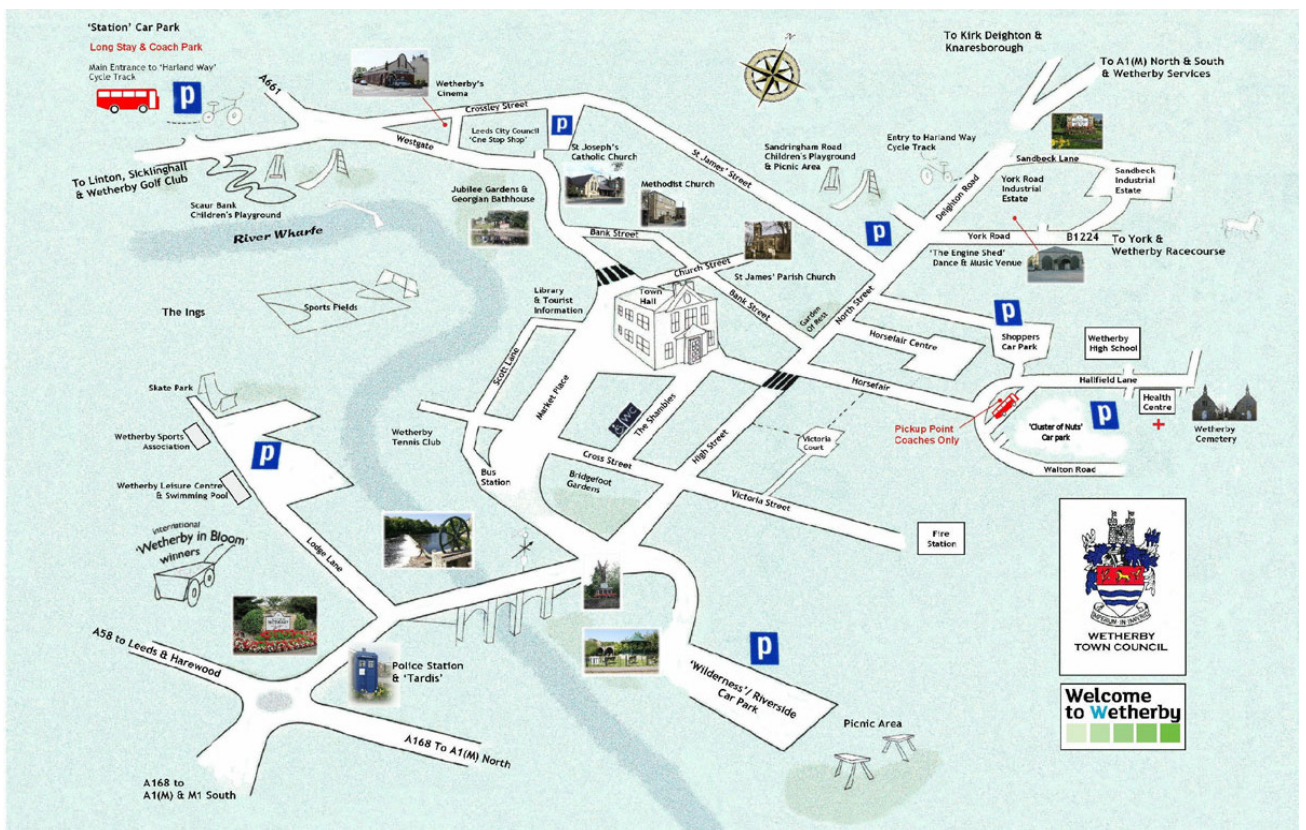 'Station' Car Park
Long Stay & Coach Park
Main Entrance to 'Harland Way'
Cycle Track
P
A661
Wetherby's
Cinema
Crossley Street
Westgate
Leeds City Council
'One Stop Shop'
P
St Joseph's
Catholic Church
Methodist Church
St James' Street
N
To Kirk Deighton &
Knaresborough
To A1(M) North & South
& Wetherby Services
Sandringham Road
Children's Playground
& Picnic Area
Entry to Harland Way
Cycle Track
Deighton Road
Sandbeck Lane
York Road
Industrial
Estate
Sandbeck
Industrial
Estate
York Road
B1224
To York &
Wetherby Racecourse
'The Engine Shed'
Dance & Music Venue
P
To Linton, Sicklinghall
& Wetherby Golf Club
Scaur Bank
Children's Playground
River Wharfe
Jubilee Gardens &
Georgian Bathhouse
Bank Street
Church Street
St James' Parish Church
Bank Street
Garden
Of Rest
North Street
Library
& Tourist
Information
Town
Hall
The Ings
Sports Fields
Horsefair Centre
P
Shoppers
Car Park
Wetherby
High School
Horsefair
Hallfield Lane
Health
Centre
Wetherby
Cemetery
Pickup Point
Coaches Only
'Cluster of Nuts'
Car park
P
Walton Road
Skate Park
Scott Lane
Market Place
WC
The Shambles
High Street
Victoria
Court
Wetherby
Tennis Club
Wetherby Sports
Association
P
Wetherby Leisure Centre
& Swimming Pool
Bus
Station
Cross Street
Bridgefoot
Gardens
Victoria Street
Fire
Station
International
'Wetherby in Bloom'
winners
Lodge Lane
WETHERBY
TOWN COUNCIL
A58 to Leeds & Harewood
Police Station
& 'Tardis'
'Wilderness'/ Riverside
Car Park
P
Welcome
to Wetherby
A168 To A1(M) North
Picnic Area
A168 to
A1(M) & M1 South